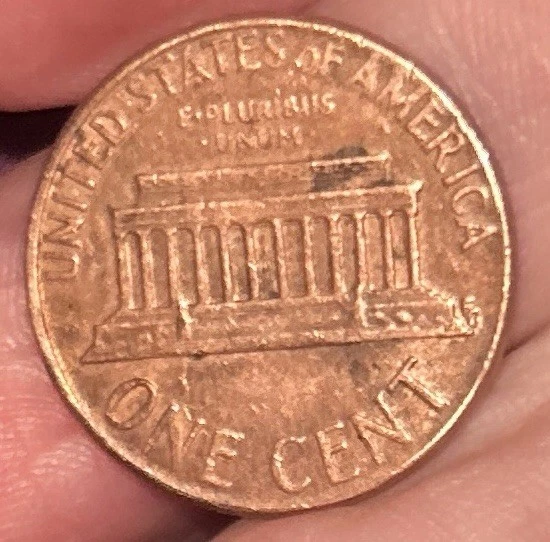 UNITED STATES OF AMERICA
E·PLURIBUS
·UNUM·
ONE CENT